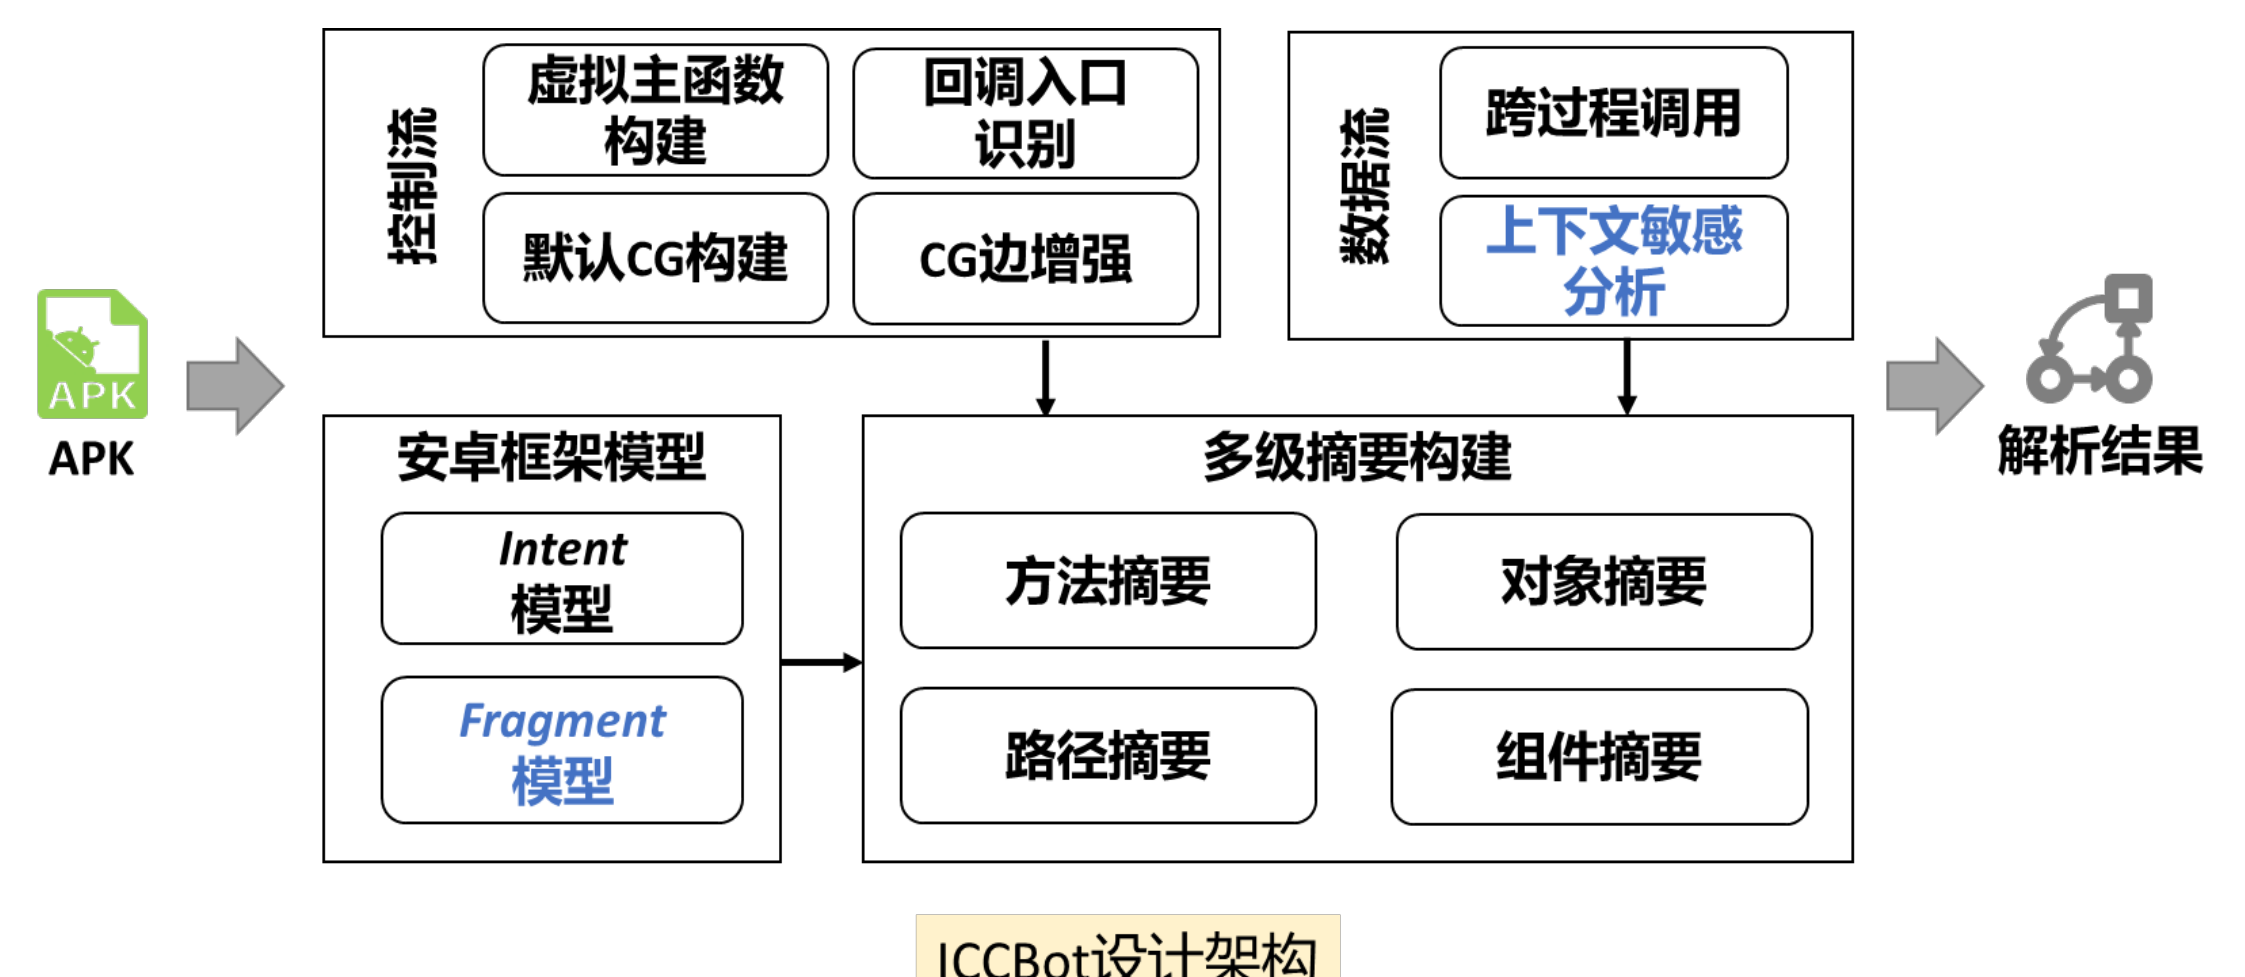 控制流
虚拟主函数
构建
回调入口
识别
默认CG构建
CG边增强
数据流
跨过程调用
上下文敏感
分析
APK
APK
安卓框架模型
Intent
模型
Fragment
模型
多级摘要构建
方法摘要
对象摘要
路径摘要
组件摘要
解析结果
ICCBot设计架构